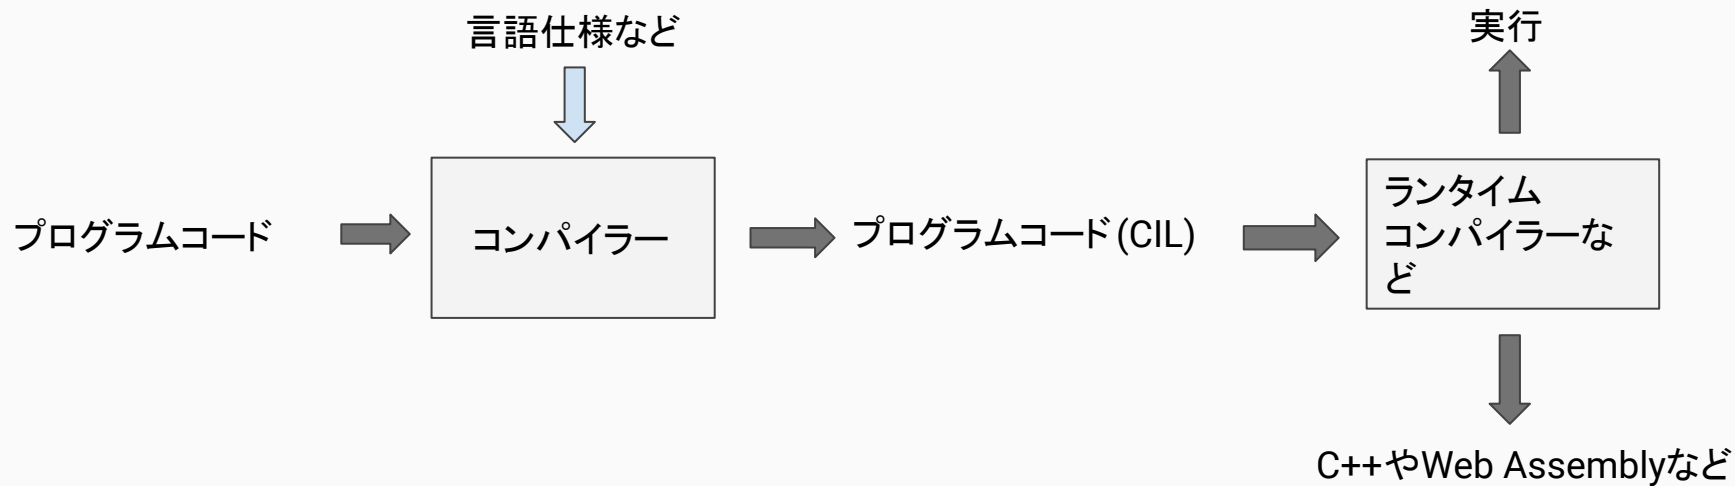 言語仕様など
実行
プログラムコード
コンパイラー
プログラムコード(CIL)
ランタイム
コンパイラーな
ど
C++やWeb Assemblyなど